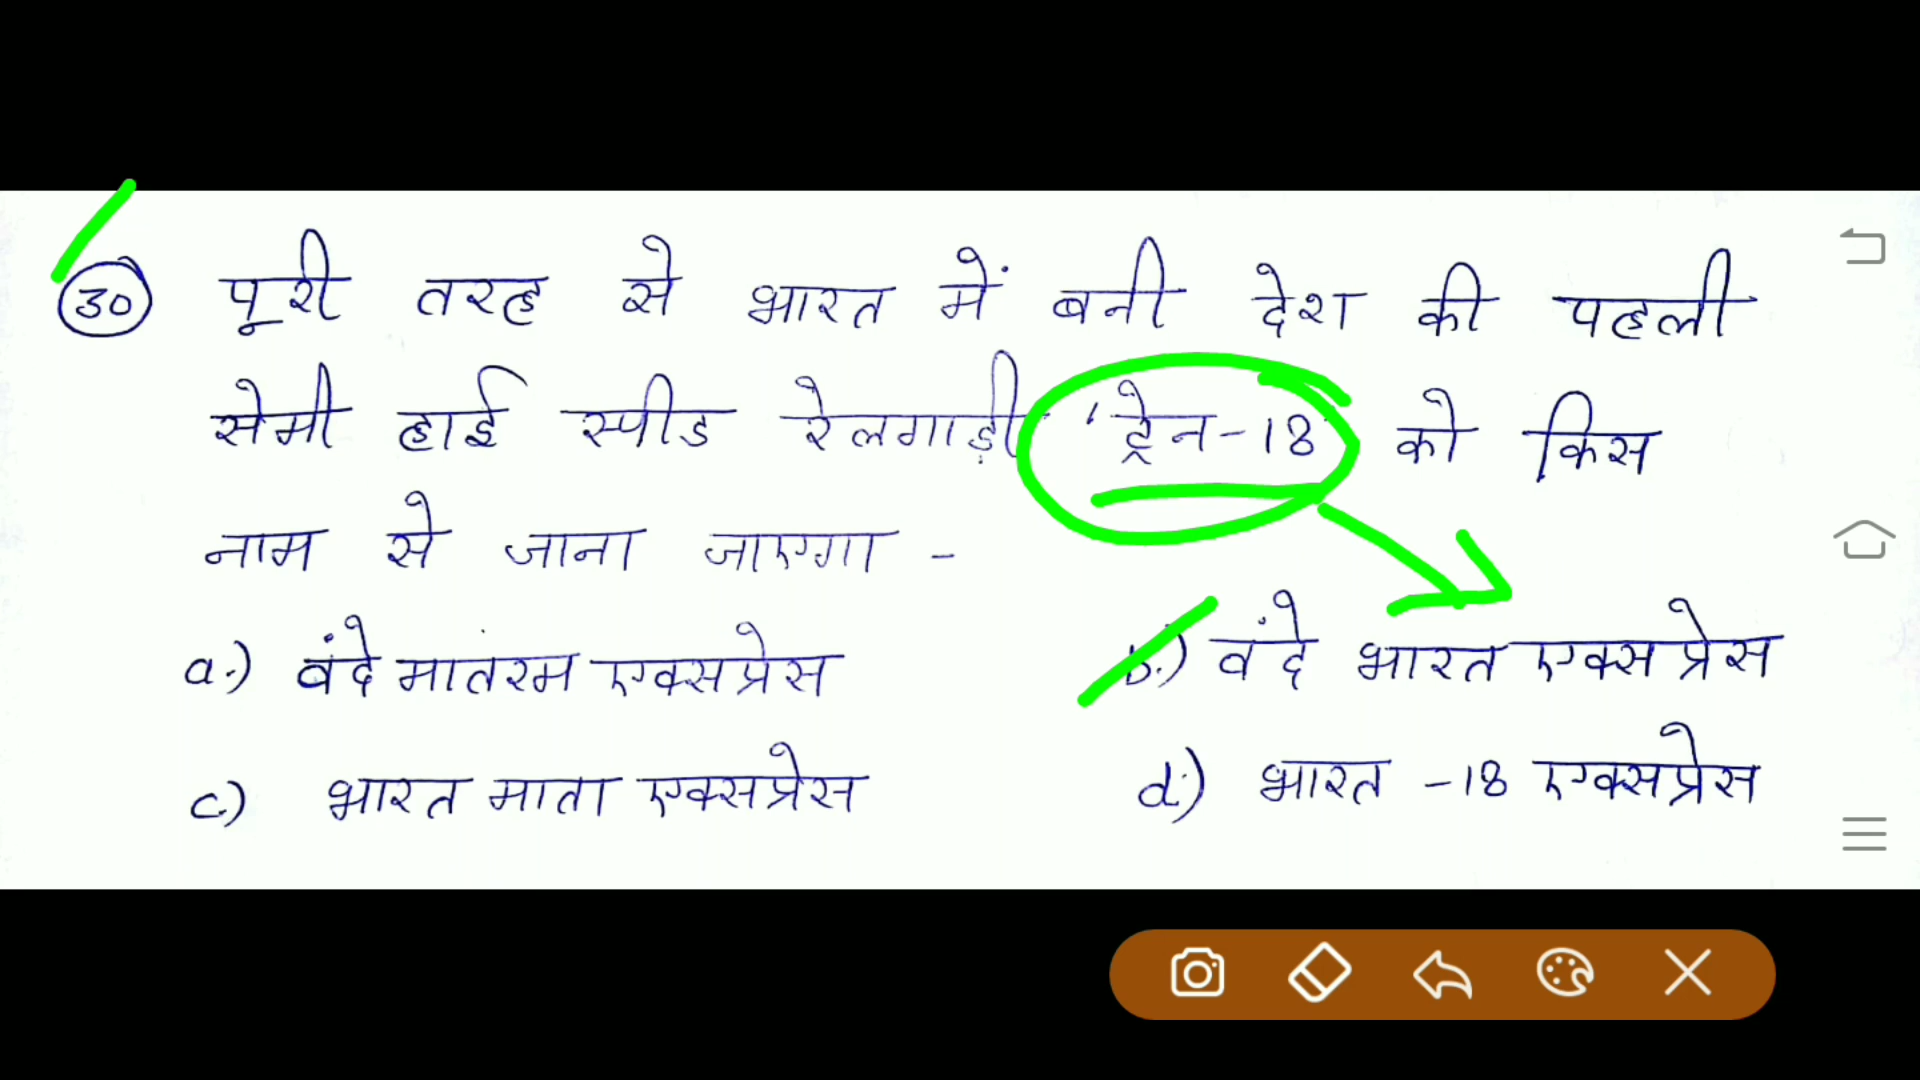 30 पूरी तरह से भारत में बनी देश की पहली
सेमी हाई स्पीड रेलगाड़ी 'ट्रेन-18' को किस
नाम से जाना जाएगा -
a.) वंदे मातरम एक्सप्रेस b.) वंदे भारत एक्सप्रेस
c.) भारत माता एक्सप्रेस d.) भारत -18 एक्सप्रेस